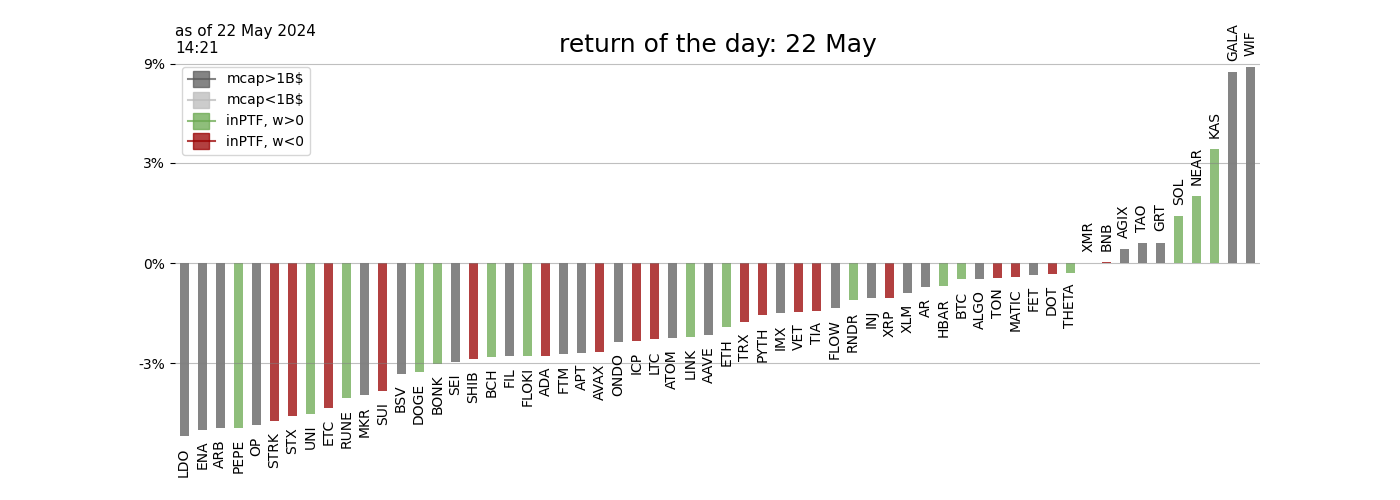 as of 22 May 2024
14:21
return of the day: 22 May
9%
3%
0%
-3%
mcap>1B$
mcap<1B$
inPTF, w>0
inPTF, w<0
LDO
ENA
ARB
PEPE
OP
STRK
STX
UNI
ETC
RUNE
MKR
SUI
BSV
DOGE
BONK
SEI
SHIB
BCH
FIL
FLOKI
ADA
FTM
APT
AVAX
ONDO
ICP
LTC
ATOM
LINK
AAVE
ETH
TRX
PYTH
IMX
VET
TIA
FLOW
RNDR
INJ
XRP
XLM
AR
HBAR
BTC
ALGO
TON
MATIC
FET
DOT
THETA
XMR
BNB
AGIX
TAO
GRT
SOL
NEAR
KAS
GALA
WIF